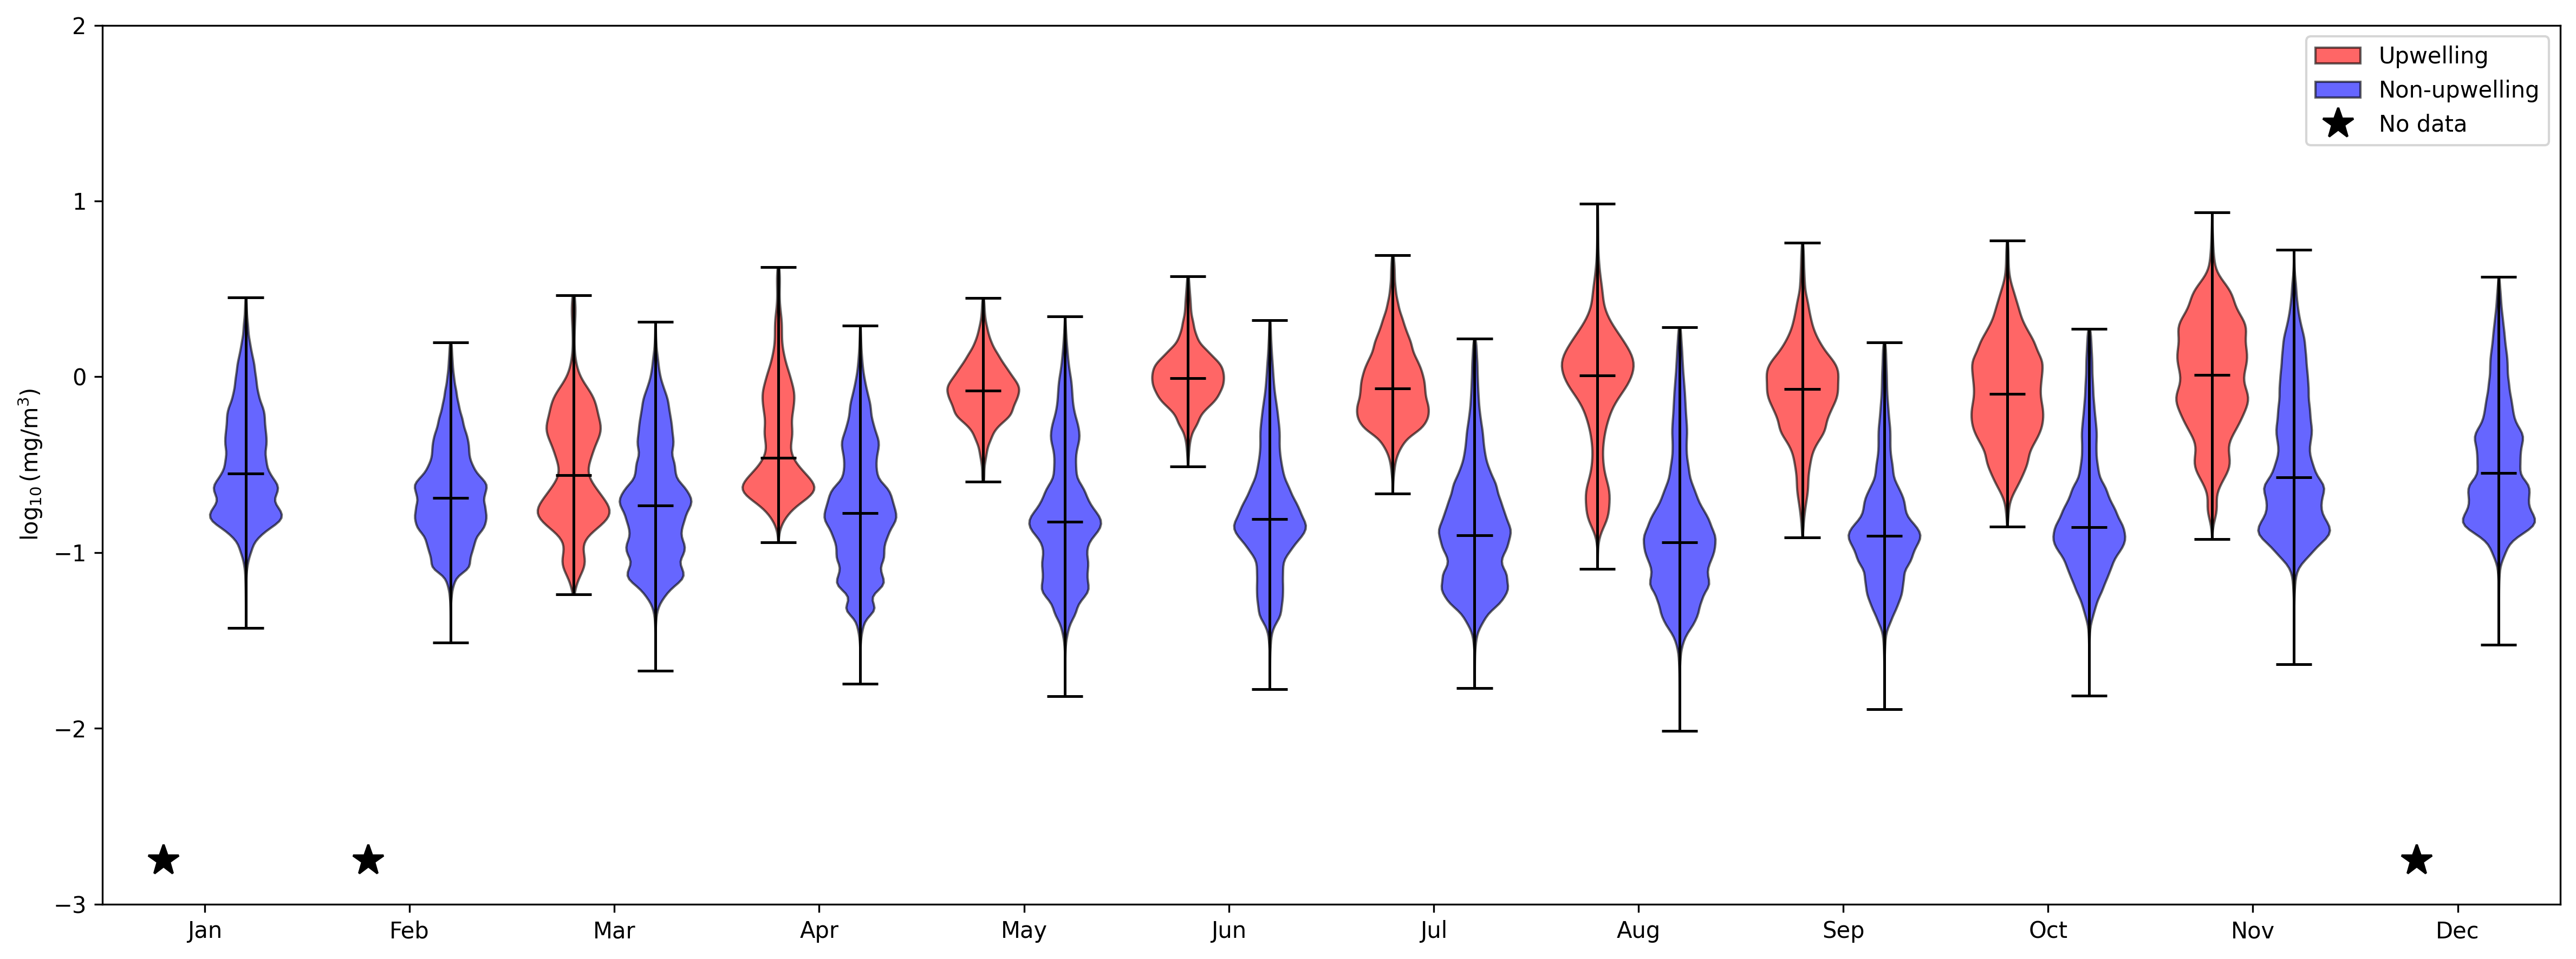 2
1
0
−1
−2
−3
log₁₀ (mg/m³)
Upwelling
Non-upwelling
No data
Jan Feb Mar Apr May Jun Jul Aug Sep Oct Nov Dec